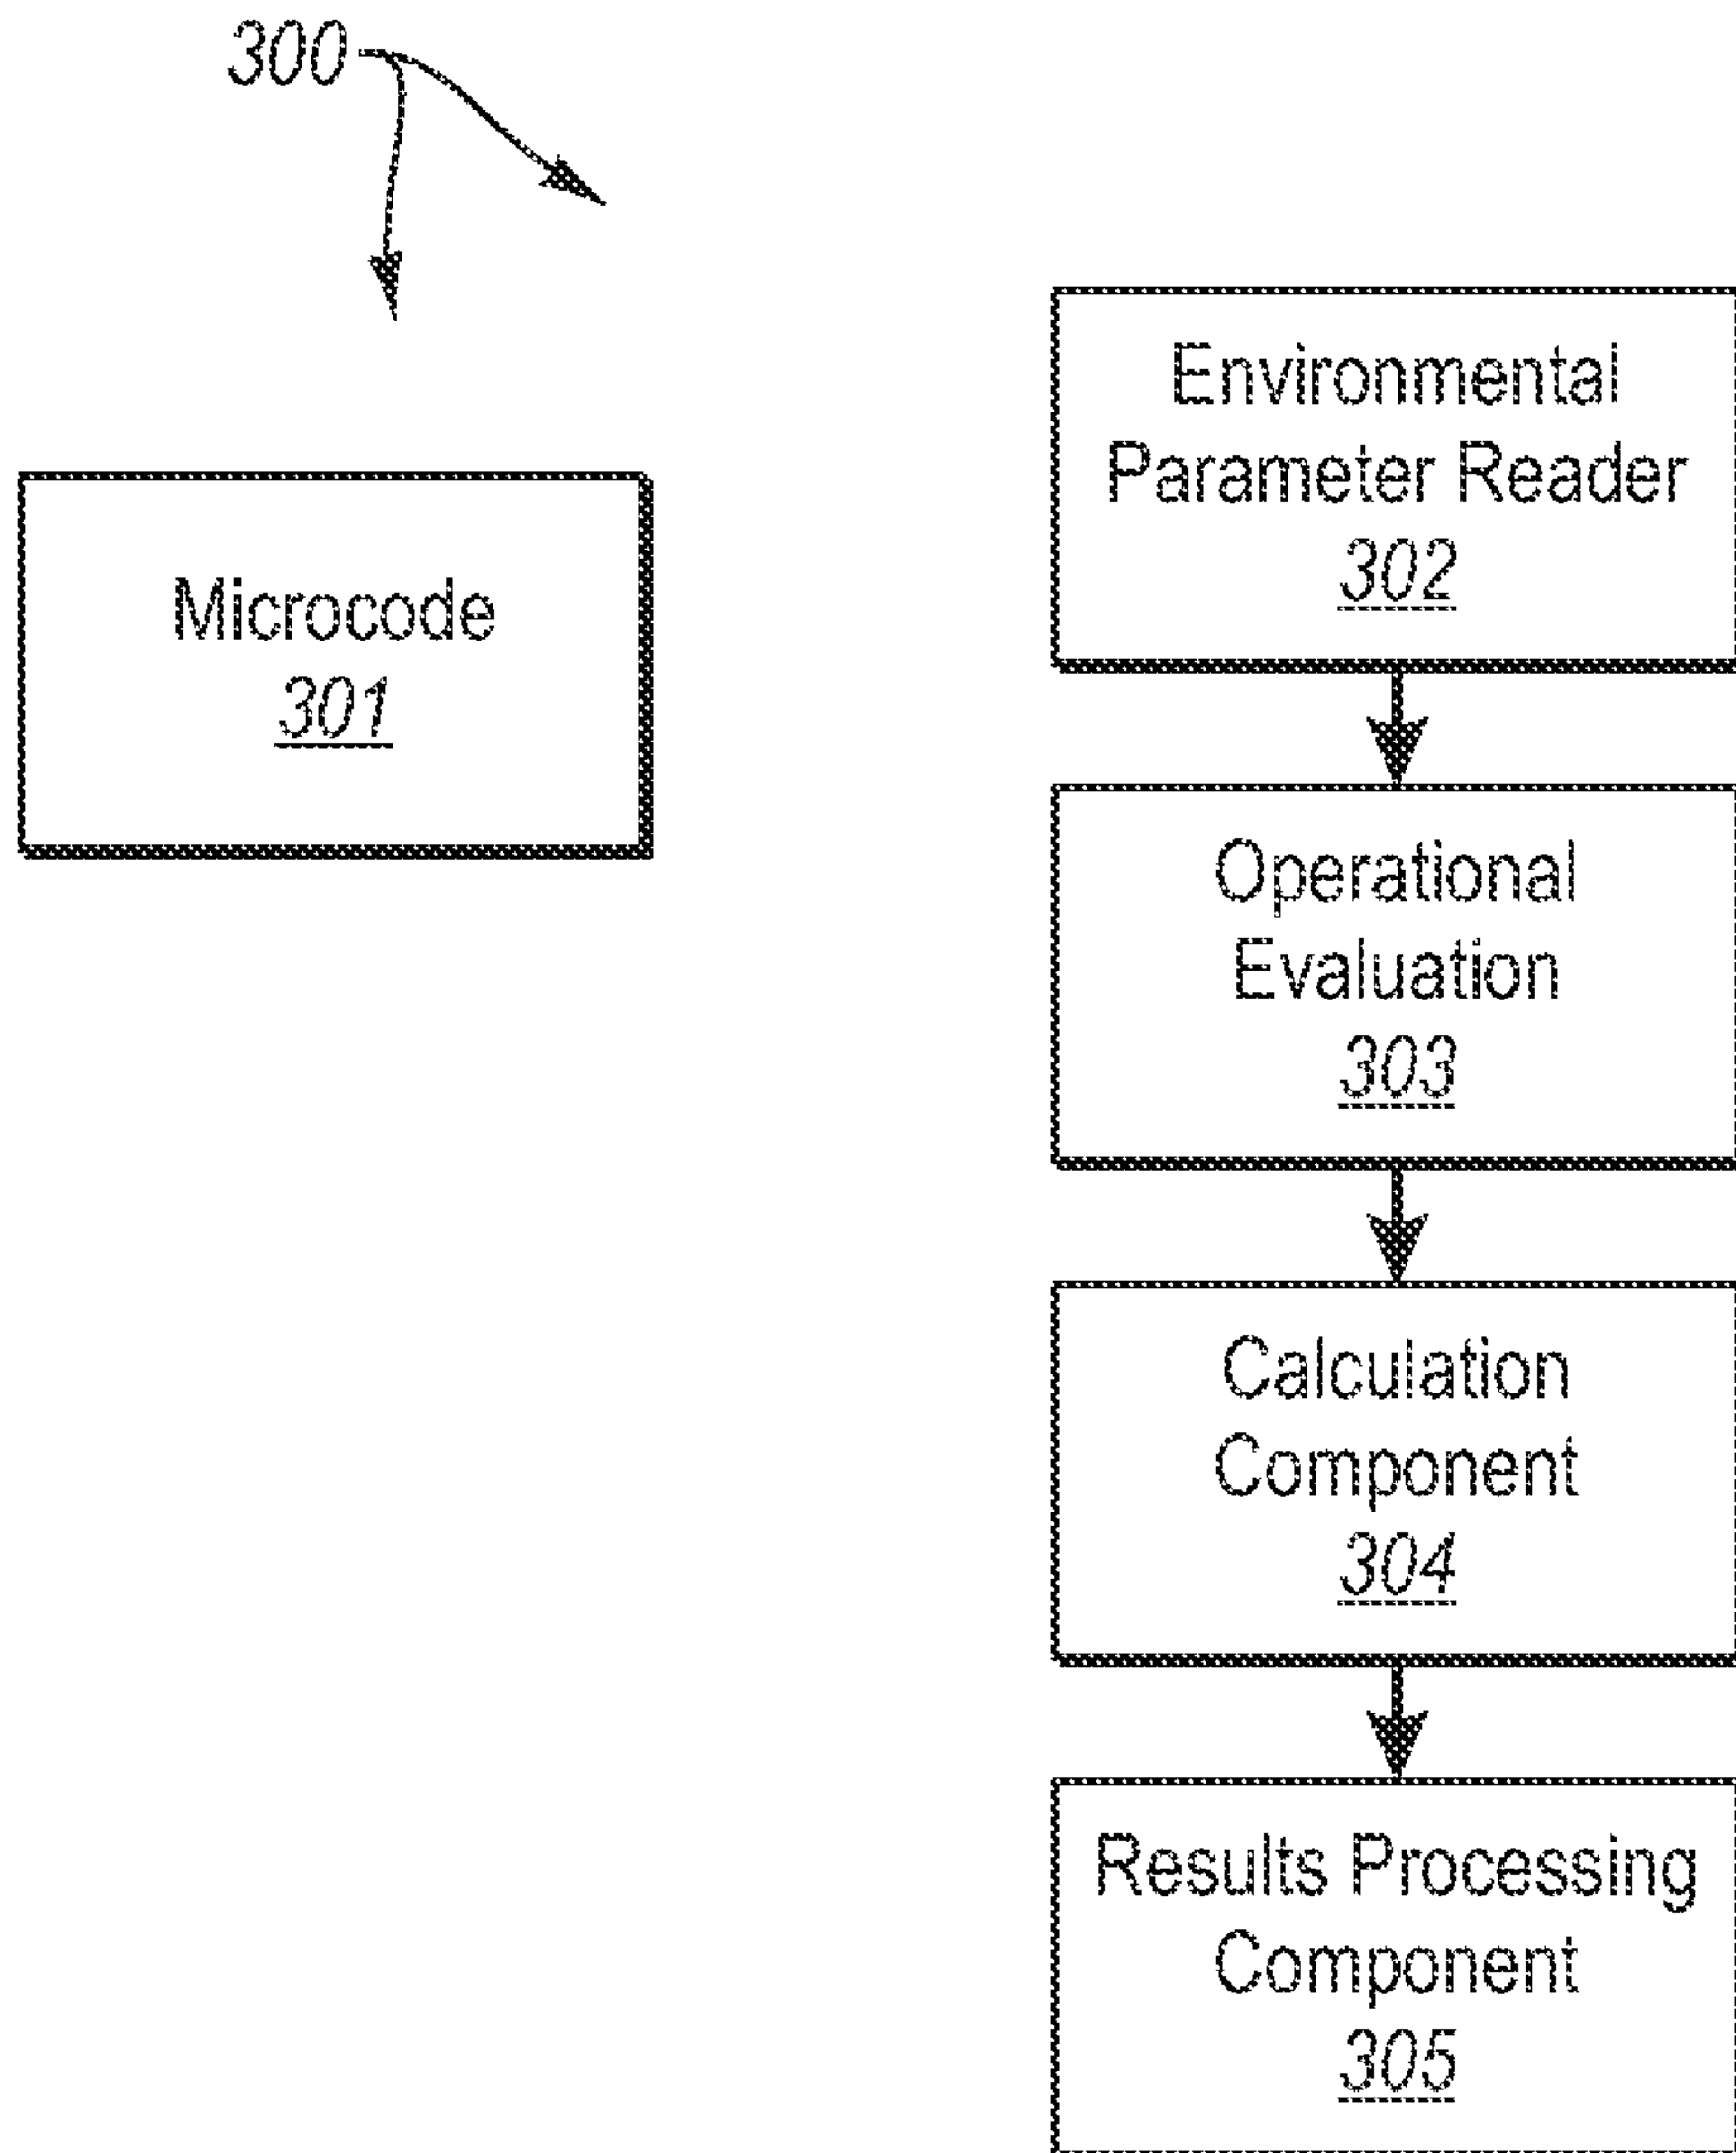 300
Microcode
301
Environmental
Parameter Reader
302
Operational
Evaluation
303
Calculation
Component
304
Results Processing
Component
305